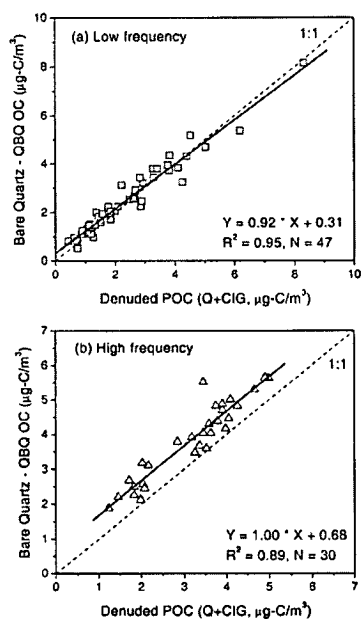 (a) Low frequency
1:1
Bare Quartz - QBQ OC (µg-C/m³)
10
8
6
4
2
0
Y = 0.92 * X + 0.31
R² = 0.95, N = 47
0 2 4 6 8 10
Denuded POC (Q+CIG, µg-C/m³)
(b) High frequency
1:1
Bare Quartz - QBQ OC (µg-C/m³)
7
6
5
4
3
2
1
0
Y = 1.00 * X + 0.68
R² = 0.89, N = 30
0 1 2 3 4 5 6 7
Denuded POC (Q+CIG, µg-C/m³)